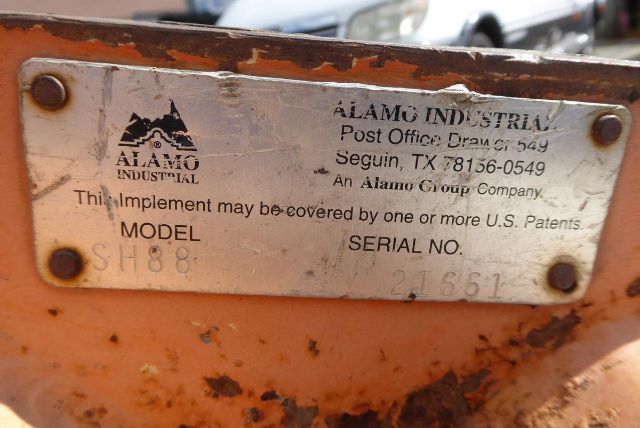 ALAMO
INDUSTRIAL
®
ALAMO INDUSTRIAL
Post Office Drawer 549
Seguin, TX 78156-0549
An Alamo Group Company
This Implement may be covered by one or more U.S. Patents
MODEL
SH88
SERIAL NO.
21661